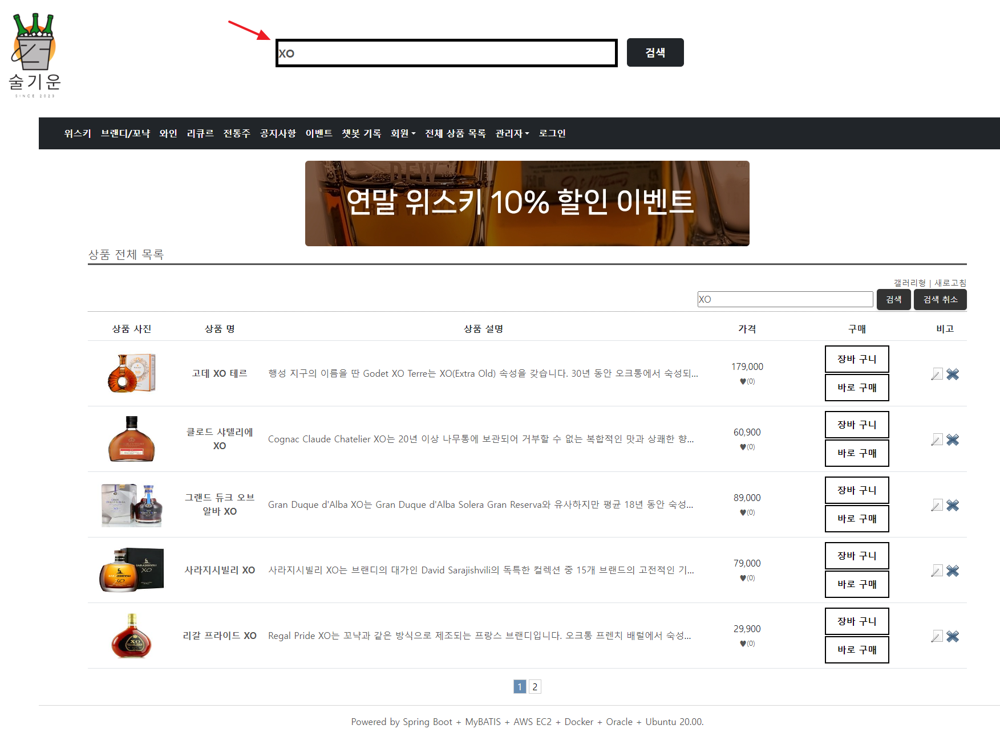 술기운
SINCE 2023
XO
검색
위스키 브랜디/꼬냑 와인 리큐르 전통주 공지사항 이벤트 챗봇 기록 회원 전체 상품 목록 관리자 로그인
연말 위스키 10% 할인 이벤트
상품 전체 목록
갤러리형 | 새로고침
XO 검색 검색 취소
상품 사진 상품 명 상품 설명 가격 구매 비고
고데 XO 테르
행성 지구의 이름을 딴 Godet XO Terre는 XO(Extra Old) 속성을 갖습니다. 30년 동안 오크통에서 숙성되...
179,000
♥(0)
장바 구니
바로 구매
클로드 샤텔리에
XO
Cognac Claude Chatelier XO는 20년 이상 나무통에 보관되어 거부할 수 없는 복합적인 맛과 상쾌한 향...
60,900
♥(0)
장바 구니
바로 구매
그랜드 듀크 오브
알바 XO
Gran Duque d'Alba XO는 Gran Duque d'Alba Solera Gran Reserva와 유사하지만 평균 18년 동안 숙성...
89,000
♥(0)
장바 구니
바로 구매
SARAJISHVILI
XO
SARAJISHVILI
XO
사라지시빌리 XO
사라지시빌리 XO는 브랜디의 대가인 David Sarajishvili의 독특한 컬렉션 중 15개 브랜드의 고전적인 기...
79,000
♥(0)
장바 구니
바로 구매
XO
리갈 프라이드 XO
Regal Pride XO는 꼬냑과 같은 방식으로 제조되는 프랑스 브랜디입니다. 오크통 프렌치 배럴에서 숙성...
29,900
♥(0)
장바 구니
바로 구매
1 2
Powered by Spring Boot + MyBATIS + AWS EC2 + Docker + Oracle + Ubuntu 20.00.